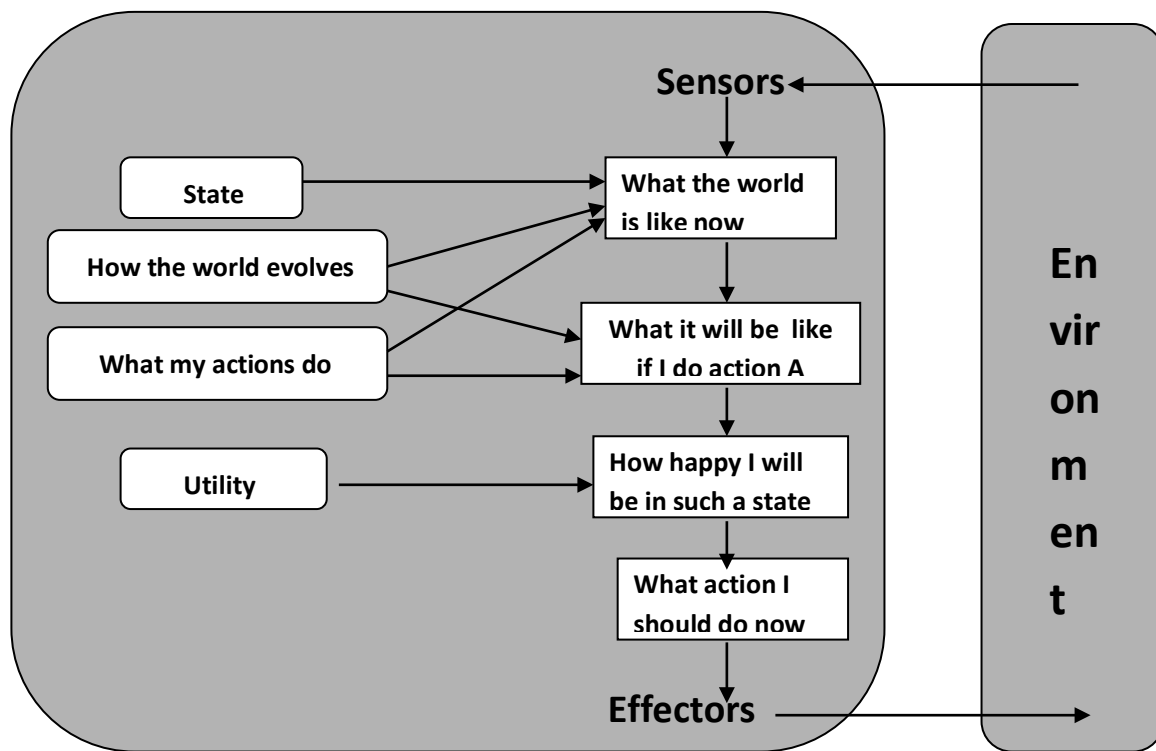 Sensors
State
What the world
is like now
How the world evolves
What it will be like
if I do action A
What my actions do
How happy I will
be in such a state
Utility
What action I
should do now
Effectors
En
vir
on
m
en
t